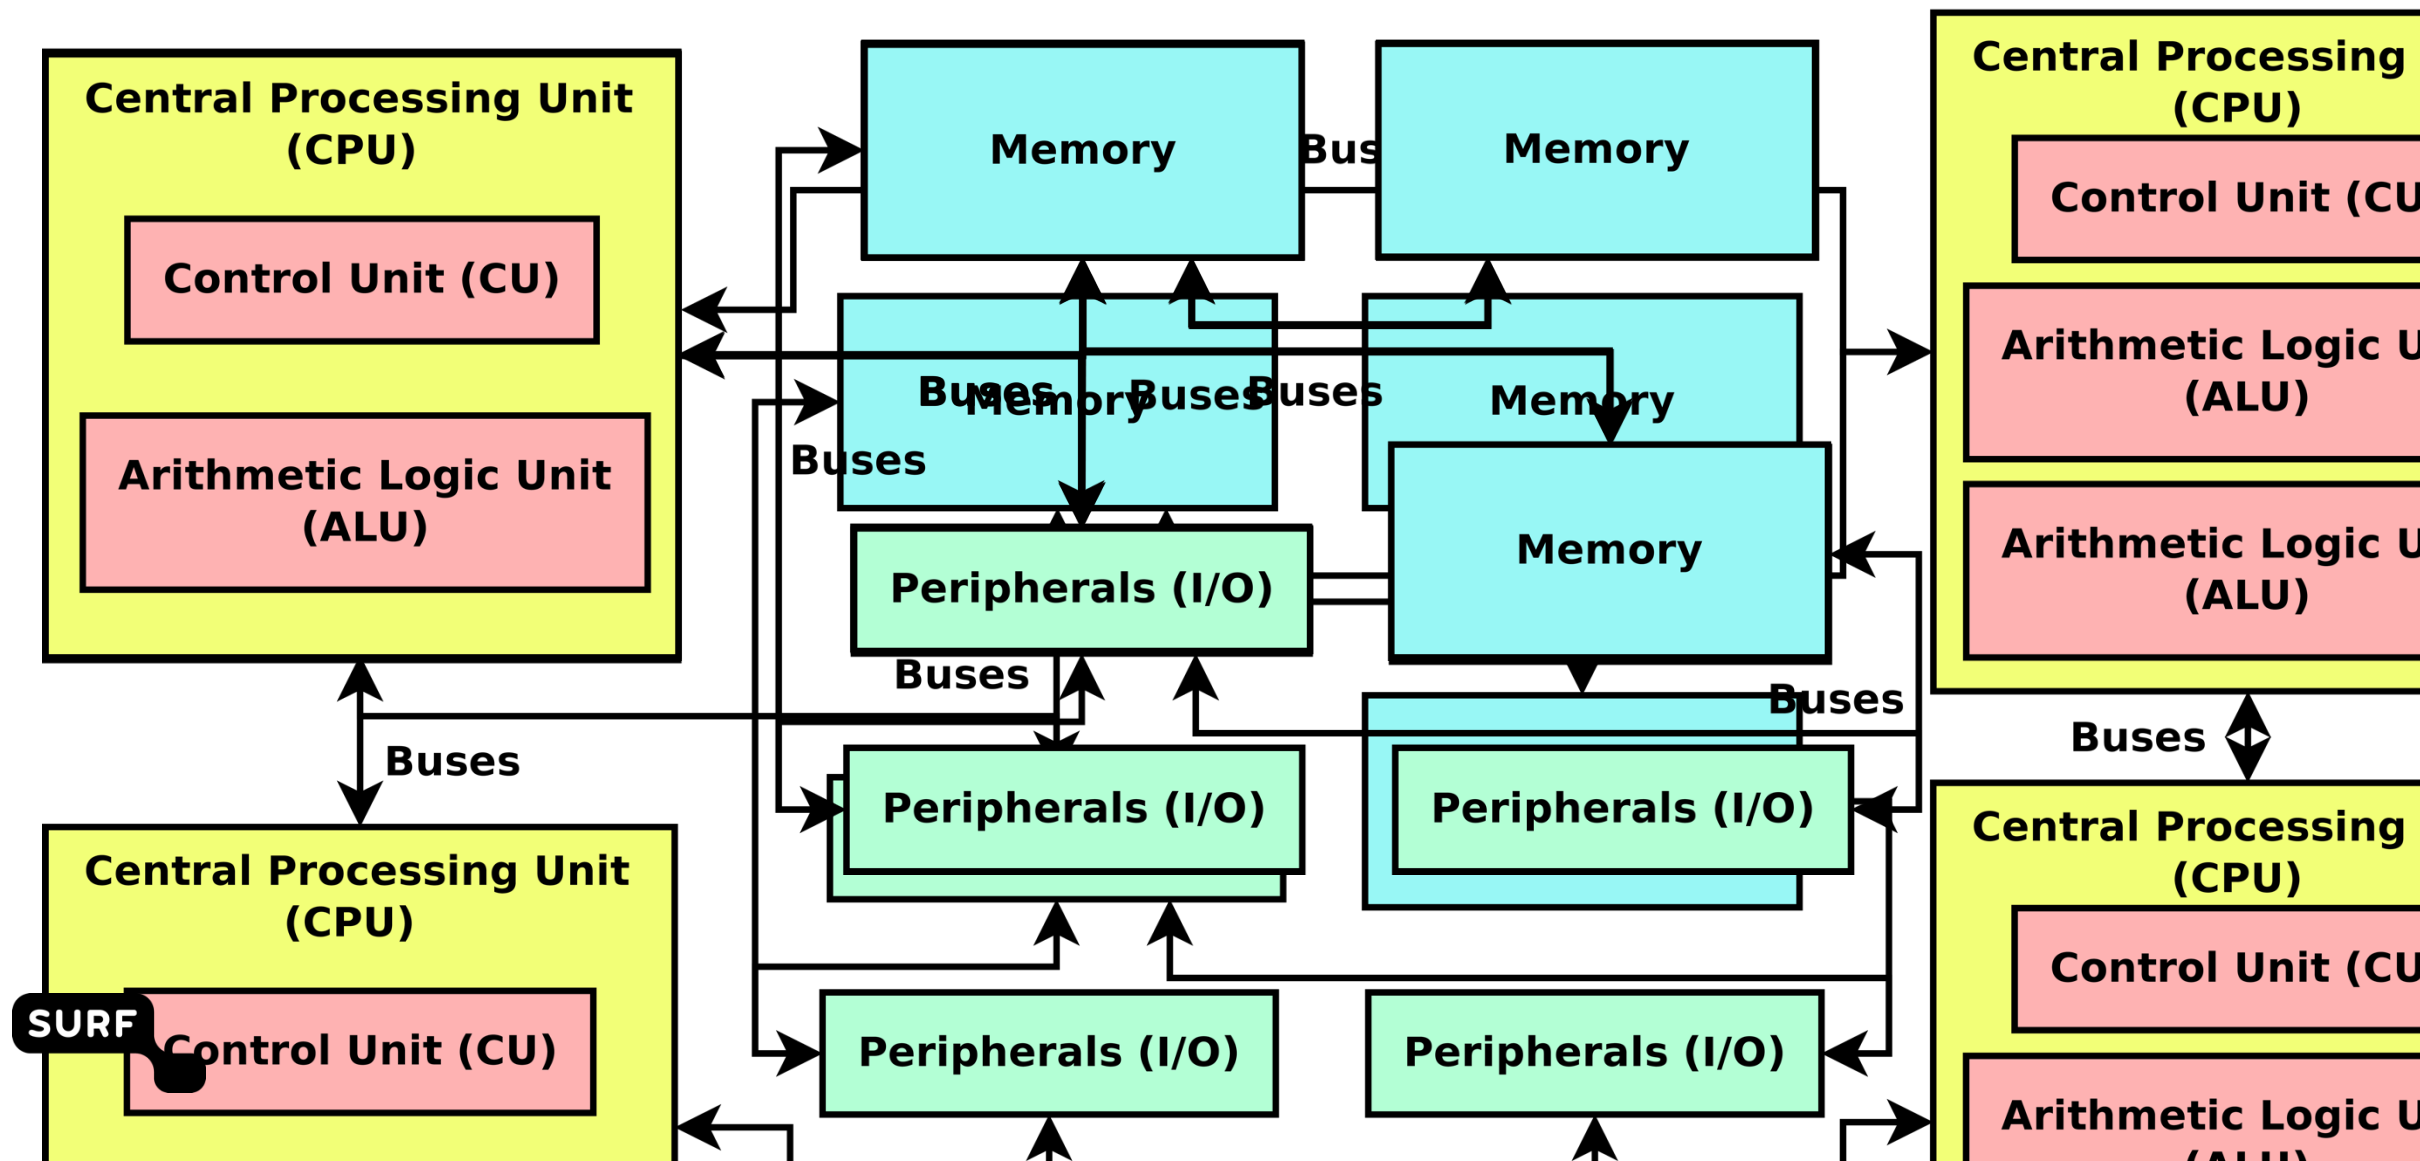 Central Processing Unit
(CPU)
Control Unit (CU)
Arithmetic Logic Unit
(ALU)
Memory
Bus
Memory
Central Processing
(CPU)
Control Unit (CU
Arithmetic Logic U
(ALU)
Arithmetic Logic U
(ALU)
Buses
Memory
Buses
Buses
Memory
Buses
Memory
Peripherals (I/O)
Buses
Buses
Buses
Buses
Peripherals (I/O)
Peripherals (I/O)
Central Processing Unit
(CPU)
SURF
Control Unit (CU)
Peripherals (I/O)
Peripherals (I/O)
Central Processing
(CPU)
Control Unit (CU
Arithmetic Logic U
(ALU)